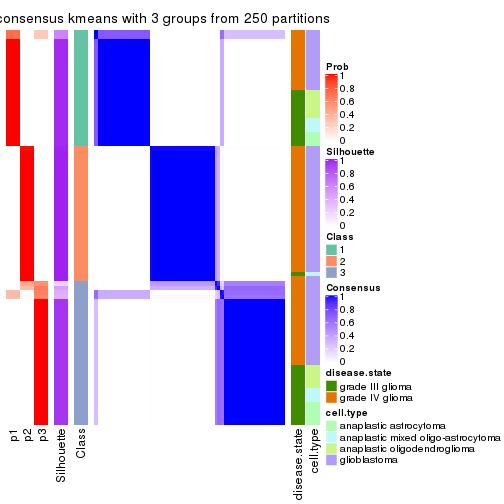 consensus kmeans with 3 groups from 250 partitions
Prob
1
0.8
0.6
0.4
0.2
0
Silhouette
1
0.8
0.6
0.4
0.2
0
Class
1
2
3
Consensus
1
0.8
0.6
0.4
0.2
0
disease.state
grade III glioma
grade IV glioma
cell.type
anaplastic astrocytoma
anaplastic mixed oligo-astrocytoma
anaplastic oligodendroglioma
glioblastoma
p1
p2
p3
Silhouette
Class
disease.state
cell.type